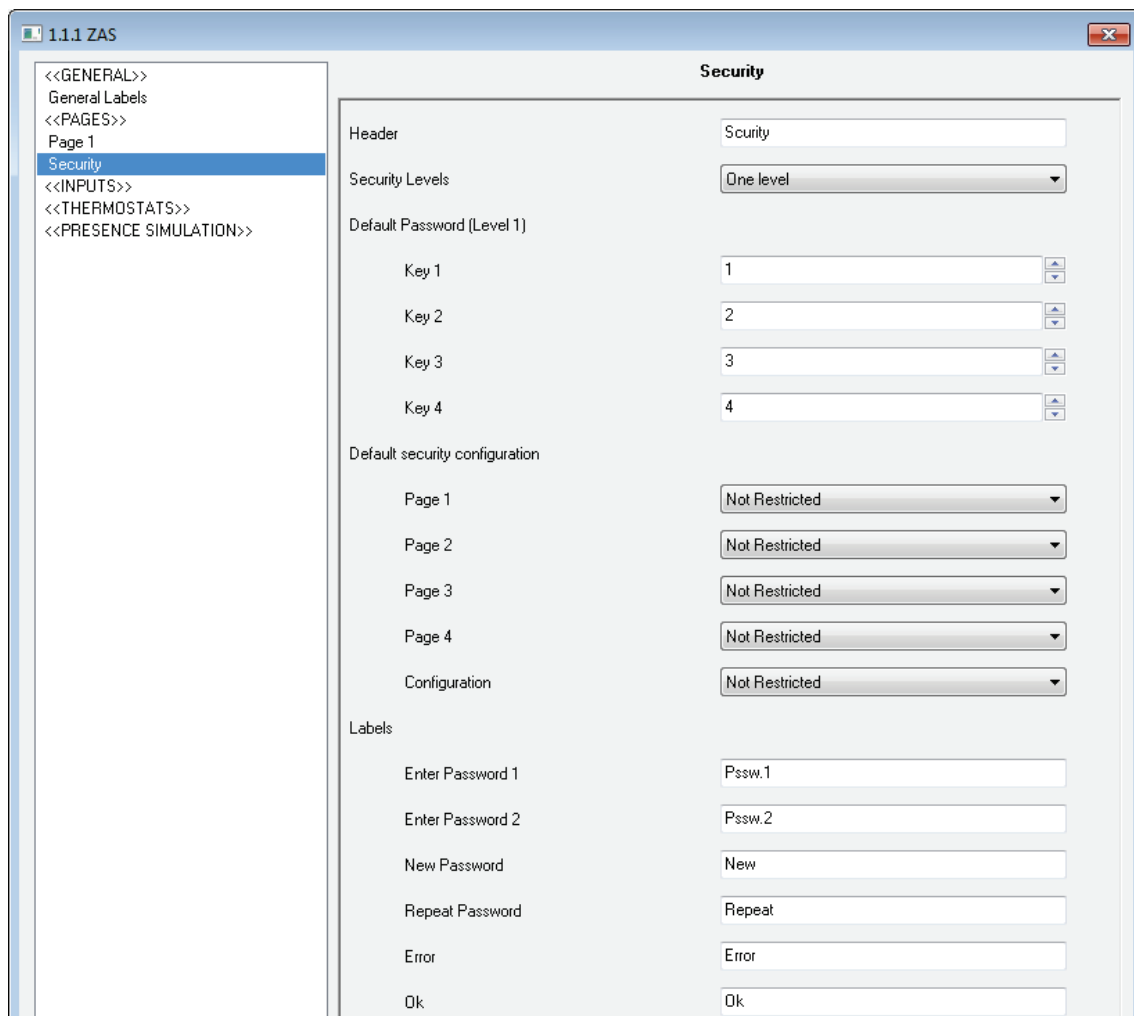 1.1.1 ZAS
<<GENERAL>>
General Labels
<<PAGES>>
Page 1
Security
<<INPUTS>>
<<THERMOSTATS>>
<<PRESENCE SIMULATION>>
Security
Header Scurity
Security Levels One level
Default Password (Level 1)
Key 1 1
Key 2 2
Key 3 3
Key 4 4
Default security configuration
Page 1 Not Restricted
Page 2 Not Restricted
Page 3 Not Restricted
Page 4 Not Restricted
Configuration Not Restricted
Labels
Enter Password 1 Pssw.1
Enter Password 2 Pssw.2
New Password New
Repeat Password Repeat
Error Error
Ok Ok